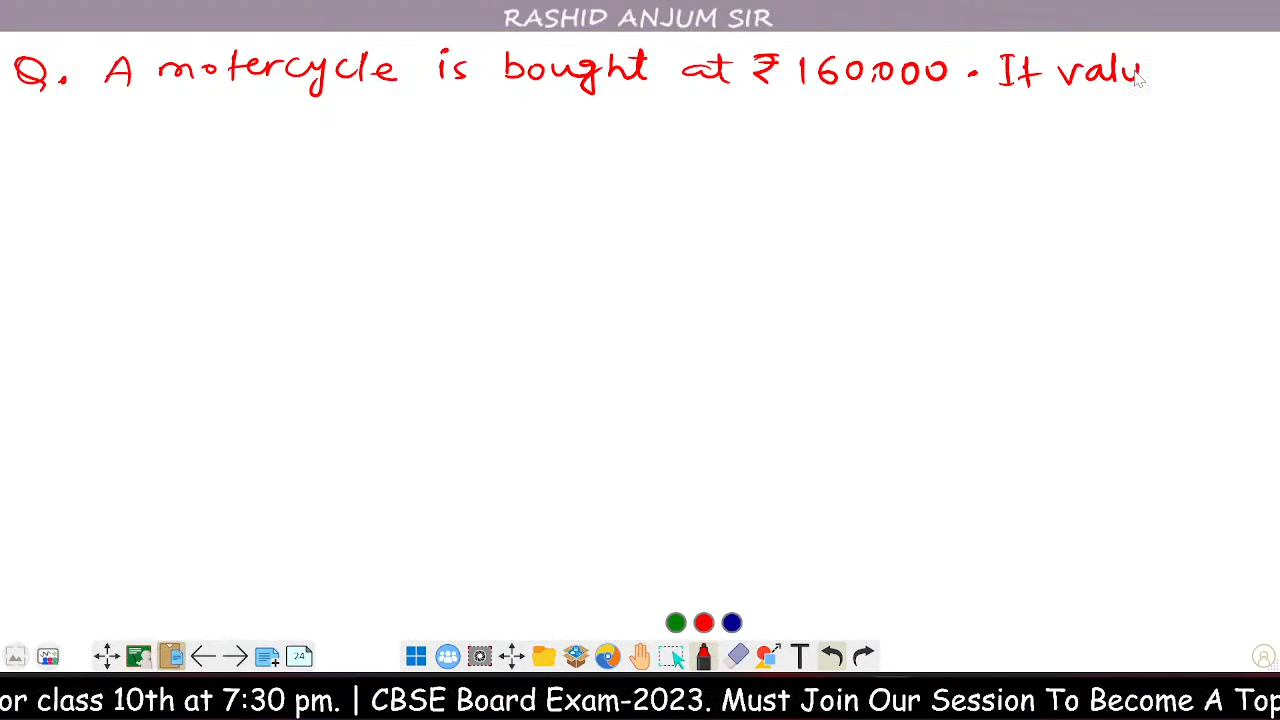 RASHID ANJUM SIR
Q. A motercycle is bought at ₹ 160,000. It valu
24
or class 10th at 7:30 pm. | CBSE Board Exam-2023. Must Join Our Session To Become A Top